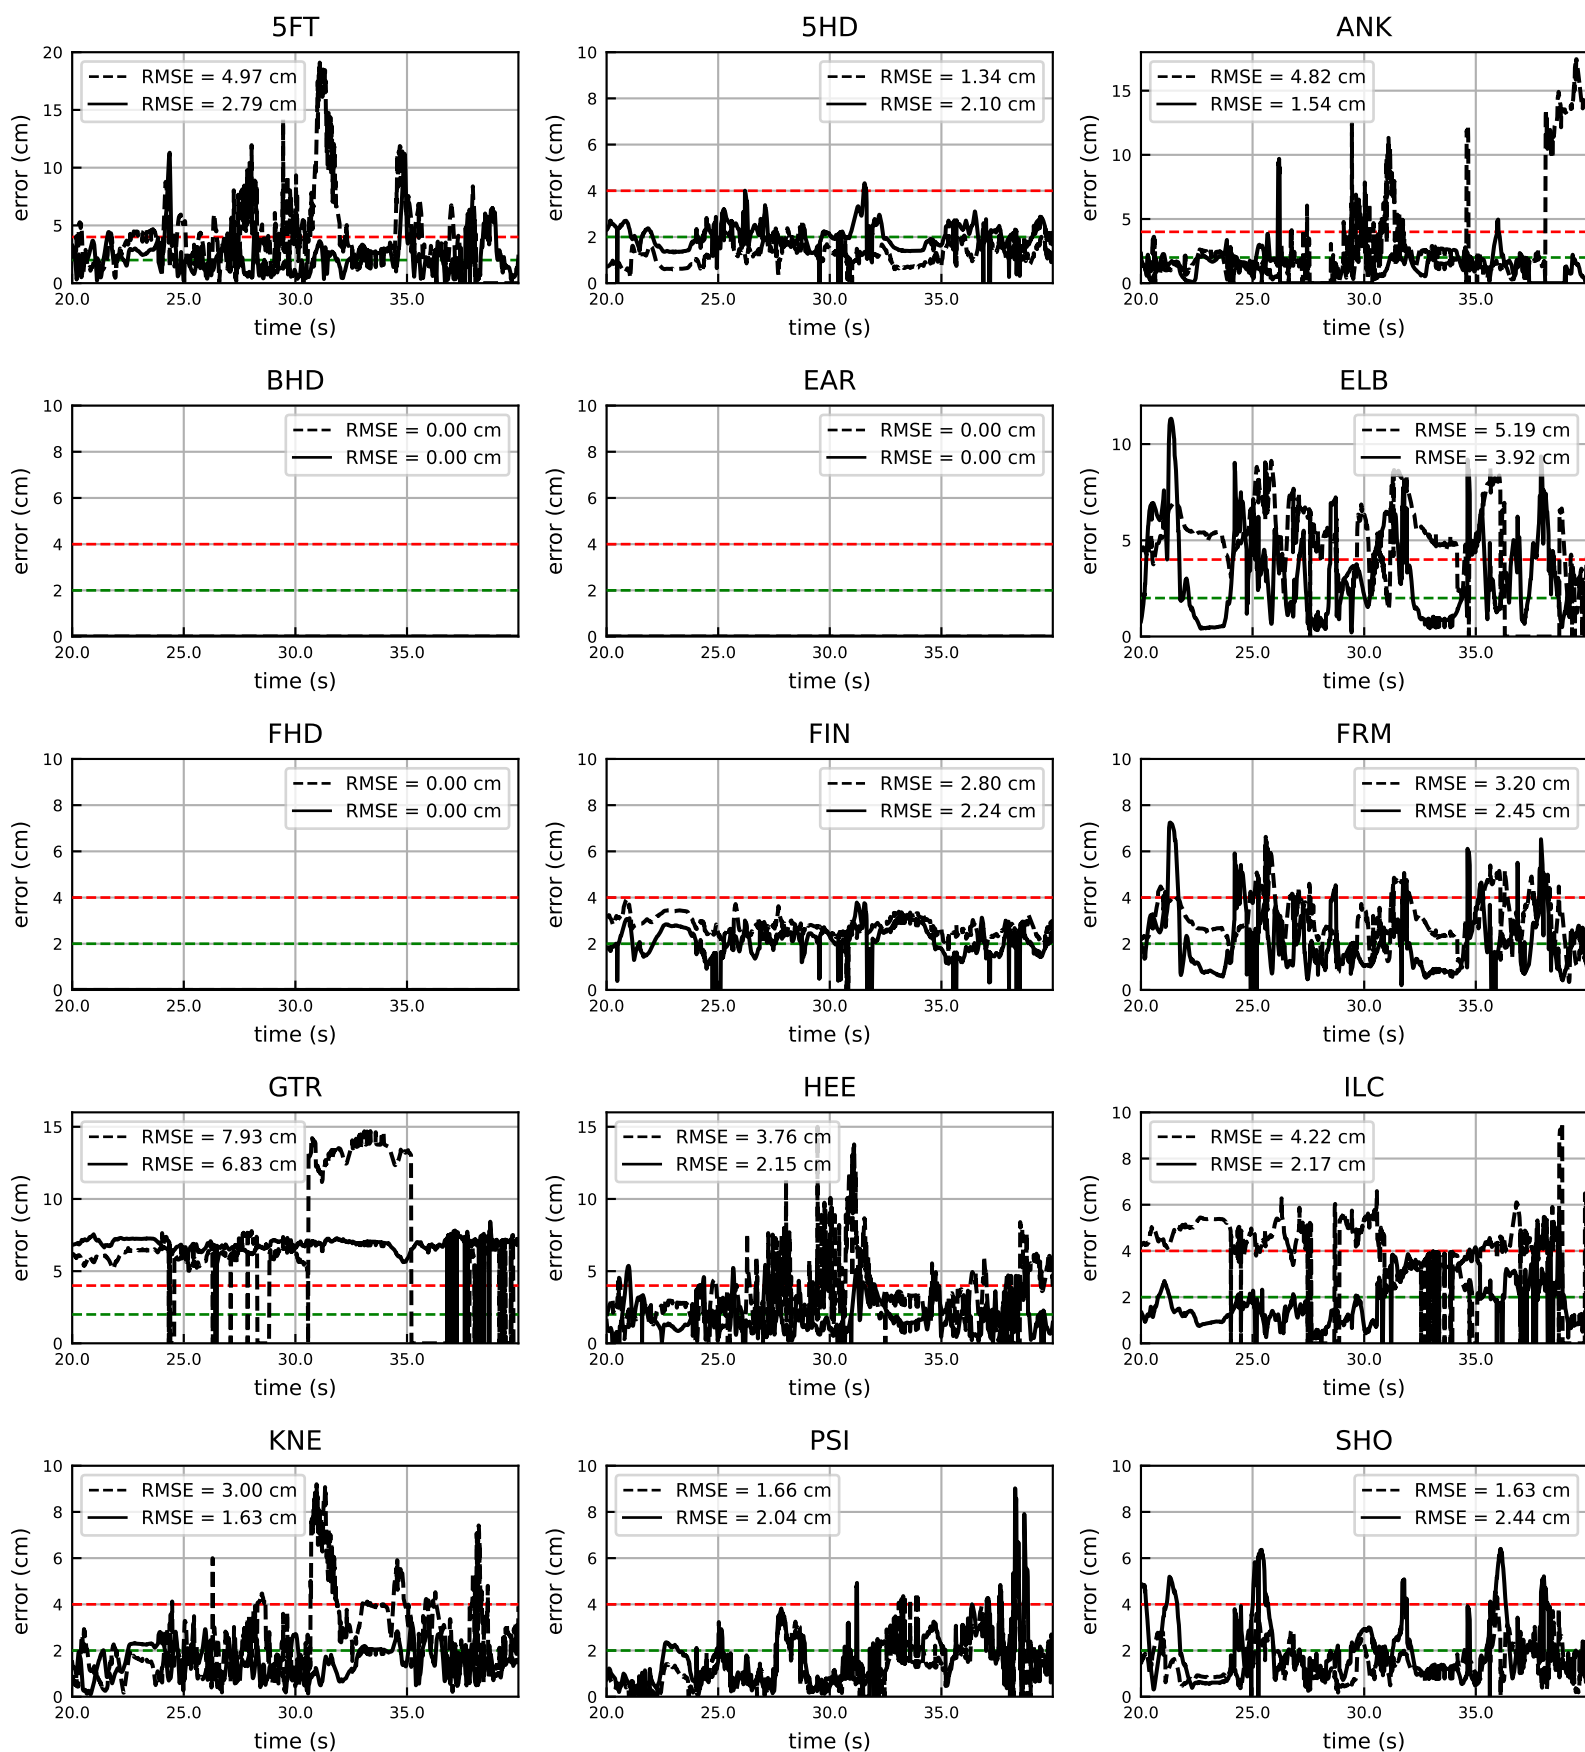 5FT 5HD ANK
error (cm) 20 15 10 5 0 RMSE = 4.97 cm RMSE = 2.79 cm
20.0 25.0 30.0 35.0
time (s)
error (cm) 10 8 6 4 2 0 RMSE = 1.34 cm RMSE = 2.10 cm
20.0 25.0 30.0 35.0
time (s)
error (cm) 15 10 5 0 RMSE = 4.82 cm RMSE = 1.54 cm
20.0 25.0 30.0 35.0
time (s)
BHD EAR ELB
error (cm) 10 8 6 4 2 0 RMSE = 0.00 cm RMSE = 0.00 cm
20.0 25.0 30.0 35.0
time (s)
error (cm) 10 8 6 4 2 0 RMSE = 0.00 cm RMSE = 0.00 cm
20.0 25.0 30.0 35.0
time (s)
error (cm) 10 5 0 RMSE = 5.19 cm RMSE = 3.92 cm
20.0 25.0 30.0 35.0
time (s)
FHD FIN FRM
error (cm) 10 8 6 4 2 0 RMSE = 0.00 cm RMSE = 0.00 cm
20.0 25.0 30.0 35.0
time (s)
error (cm) 10 8 6 4 2 0 RMSE = 2.80 cm RMSE = 2.24 cm
20.0 25.0 30.0 35.0
time (s)
error (cm) 10 8 6 4 2 0 RMSE = 3.20 cm RMSE = 2.45 cm
20.0 25.0 30.0 35.0
time (s)
GTR HEE ILC
error (cm) 15 10 5 0 RMSE = 7.93 cm RMSE = 6.83 cm
20.0 25.0 30.0 35.0
time (s)
error (cm) 15 10 5 0 RMSE = 3.76 cm RMSE = 2.15 cm
20.0 25.0 30.0 35.0
time (s)
error (cm) 10 8 6 4 2 0 RMSE = 4.22 cm RMSE = 2.17 cm
20.0 25.0 30.0 35.0
time (s)
KNE PSI SHO
error (cm) 10 8 6 4 2 0 RMSE = 3.00 cm RMSE = 1.63 cm
20.0 25.0 30.0 35.0
time (s)
error (cm) 10 8 6 4 2 0 RMSE = 1.66 cm RMSE = 2.04 cm
20.0 25.0 30.0 35.0
time (s)
error (cm) 10 8 6 4 2 0 RMSE = 1.63 cm RMSE = 2.44 cm
20.0 25.0 30.0 35.0
time (s)